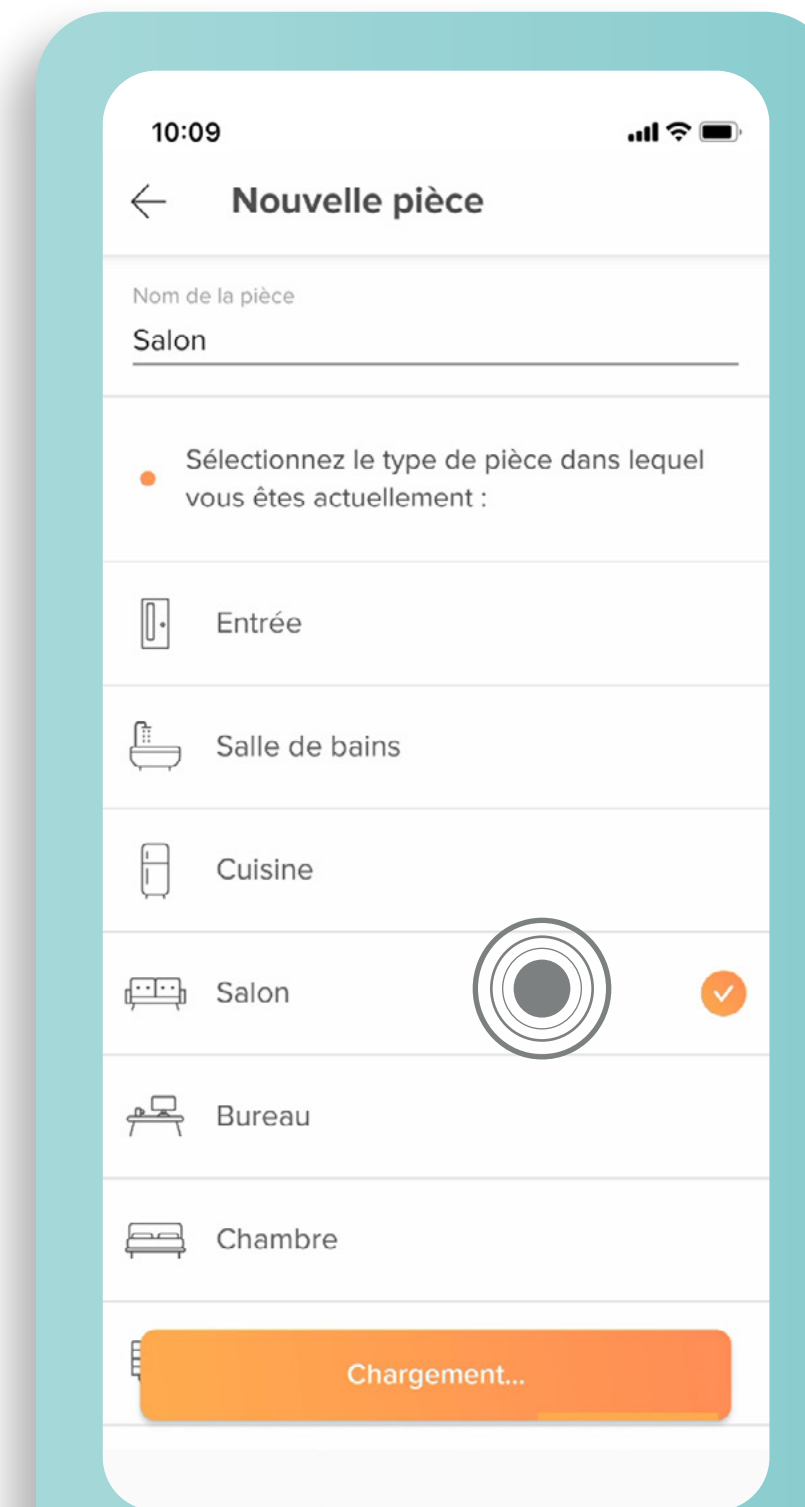 10:09
Nouvelle pièce
Nom de la pièce
Salon
Sélectionnez le type de pièce dans lequel
vous êtes actuellement :
Entrée
Salle de bains
Cuisine
Salon
Bureau
Chambre
Chargement...